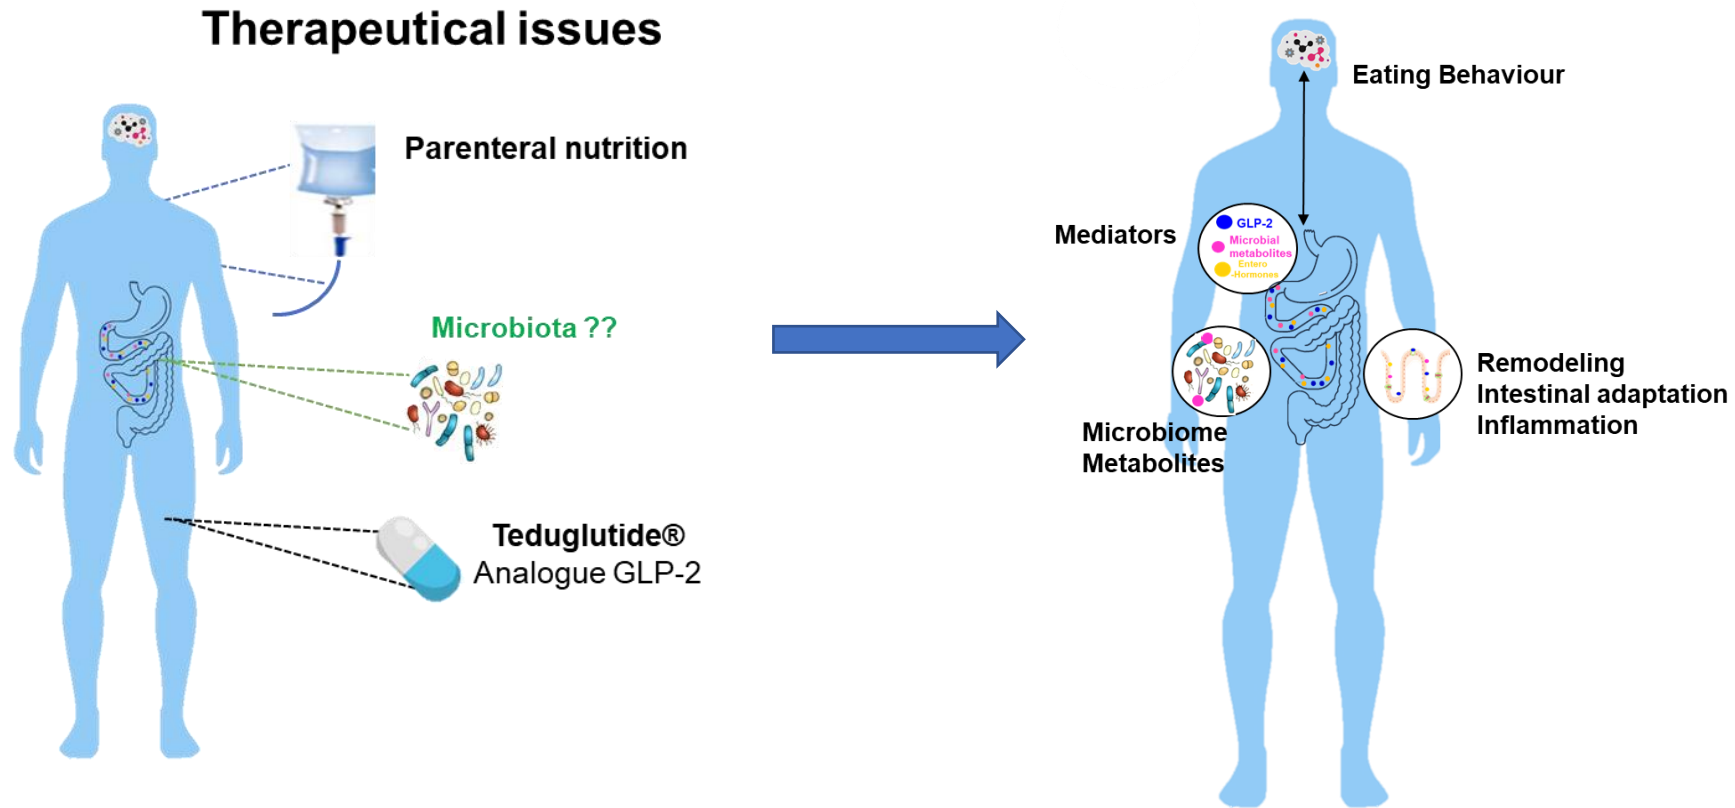 Therapeutical issues
Parenteral nutrition
Microbiota ??
Teduglutide®
Analogue GLP-2
Eating Behaviour
Mediators
GLP-2
Microbial
metabolites
Entero
-Hormones
Microbiome
Metabolites
Remodeling
Intestinal adaptation
Inflammation